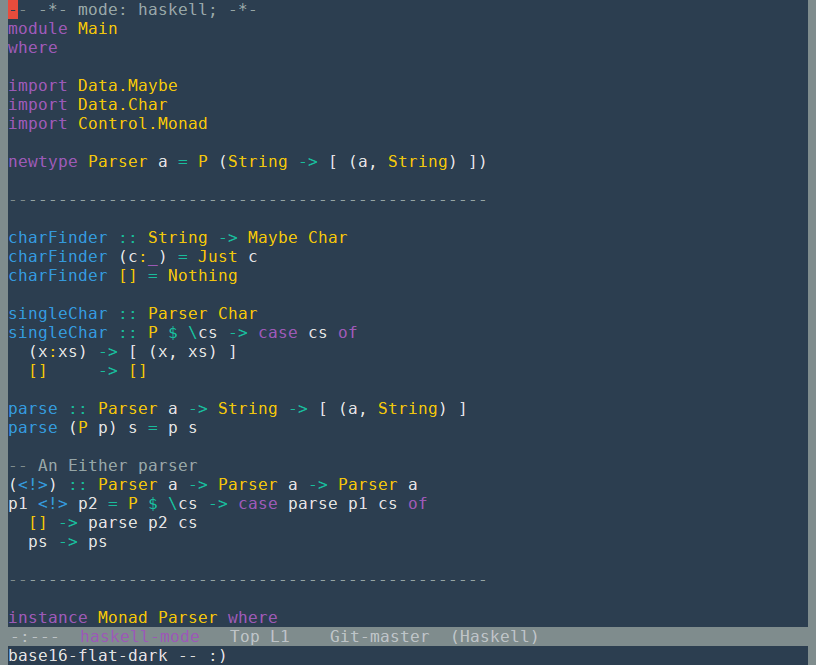 -- -*- mode: haskell; -*-
module Main
where
import Data.Maybe
import Data.Char
import Control.Monad
newtype Parser a = P (String -> [ (a, String) ])
------------------------------------------------
charFinder :: String -> Maybe Char
charFinder (c:_) = Just c
charFinder [] = Nothing
singleChar :: Parser Char
singleChar :: P $ \cs -> case cs of
  (x:xs) -> [ (x, xs) ]
  []     -> []
parse :: Parser a -> String -> [ (a, String) ]
parse (P p) s = p s
-- An Either parser
(<!>) :: Parser a -> Parser a -> Parser a
p1 <!> p2 = P $ \cs -> case parse p1 cs of
  [] -> parse p2 cs
  ps -> ps
------------------------------------------------
instance Monad Parser where
-:---  haskell-mode   Top L1    Git-master  (Haskell)
base16-flat-dark -- :)